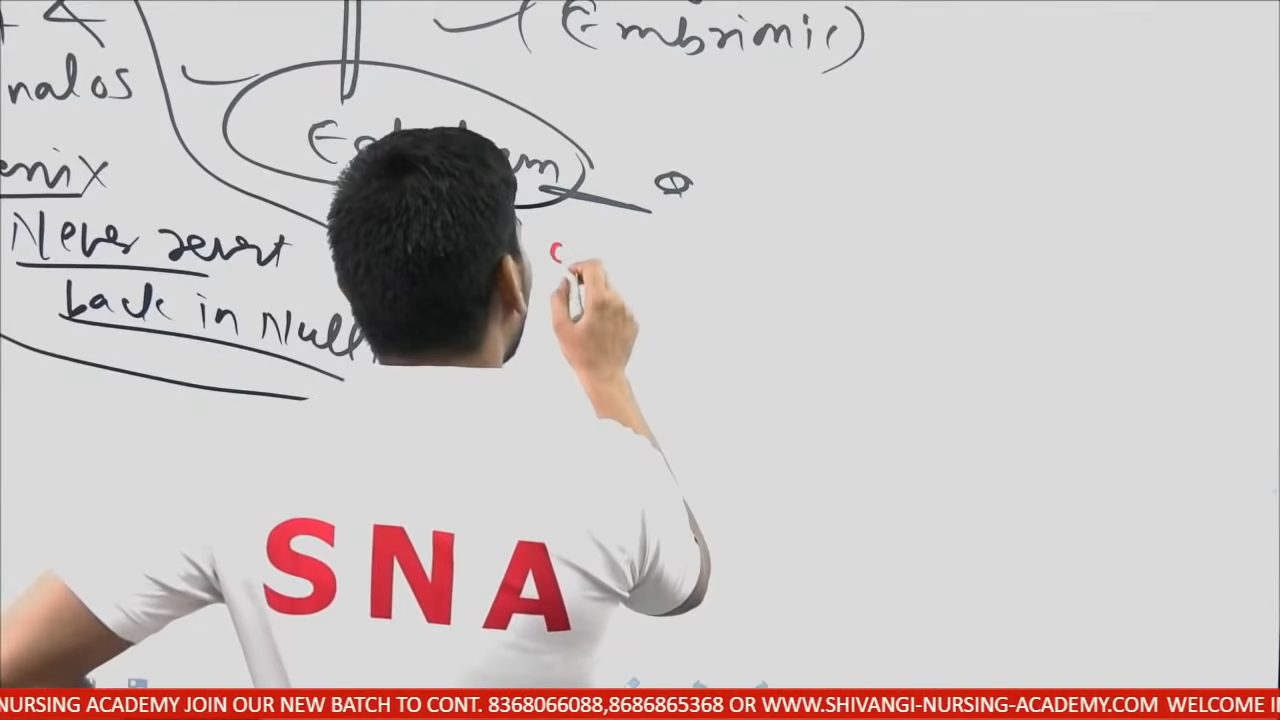 &
(Embrimic)
nalos
enix
Never revert
back in Null
SNA
NURSING ACADEMY JOIN OUR NEW BATCH TO CONT. 8368066088,8686865368 OR WWW.SHIVANGI-NURSING-ACADEMY.COM WELCOME I